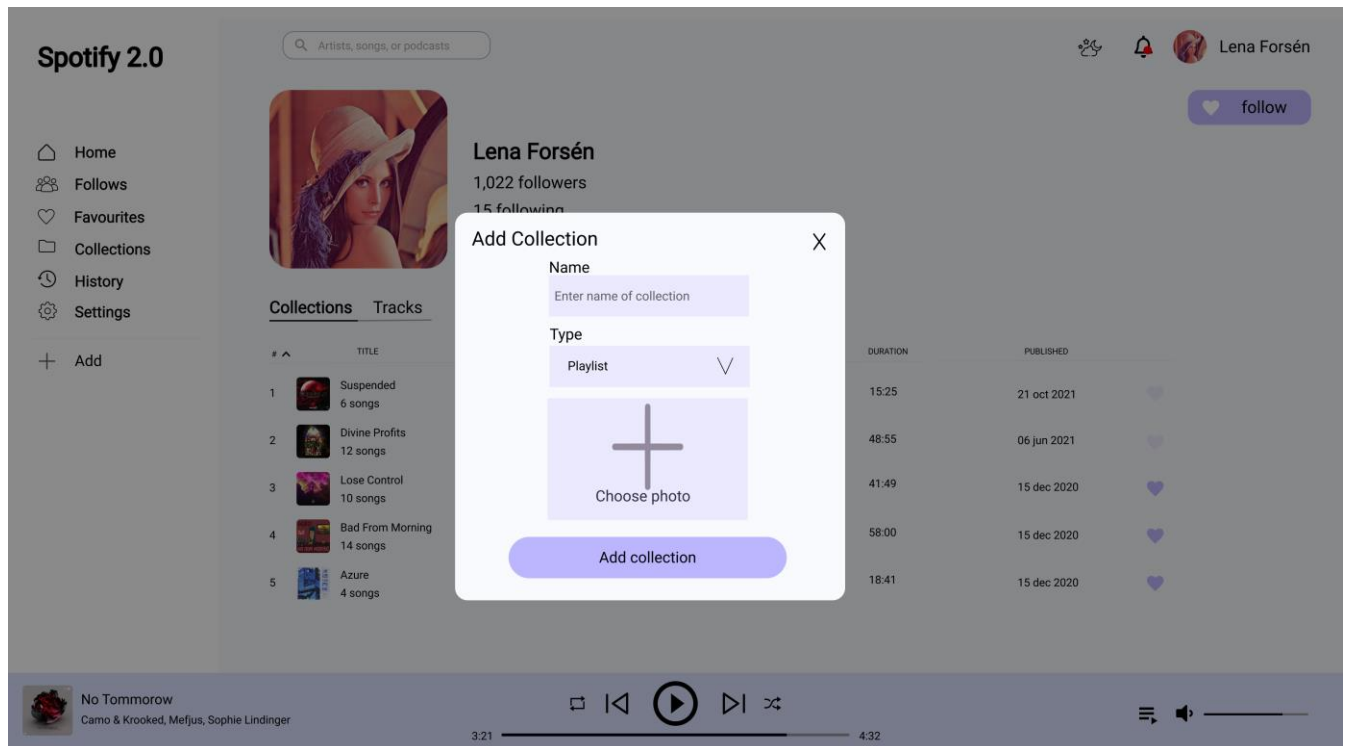 Spotify 2.0
Artists, songs, or podcasts
Lena Forsén
follow
Home
Follows
Favourites
Collections
History
Settings
Add
Lena Forsén
1,022 followers
15 following
Collections Tracks
# TITLE DURATION PUBLISHED
1 Suspended 15:25 21 oct 2021
6 songs
2 Divine Profits 48:55 06 jun 2021
12 songs
3 Lose Control 41:49 15 dec 2020
10 songs
4 Bad From Morning 58:00 15 dec 2020
14 songs
5 Azure 18:41 15 dec 2020
4 songs
Add Collection X
Name
Enter name of collection
Type
Playlist
Choose photo
Add collection
No Tommorow
Camo & Krooked, Mefjus, Sophie Lindinger
3:21 4:32